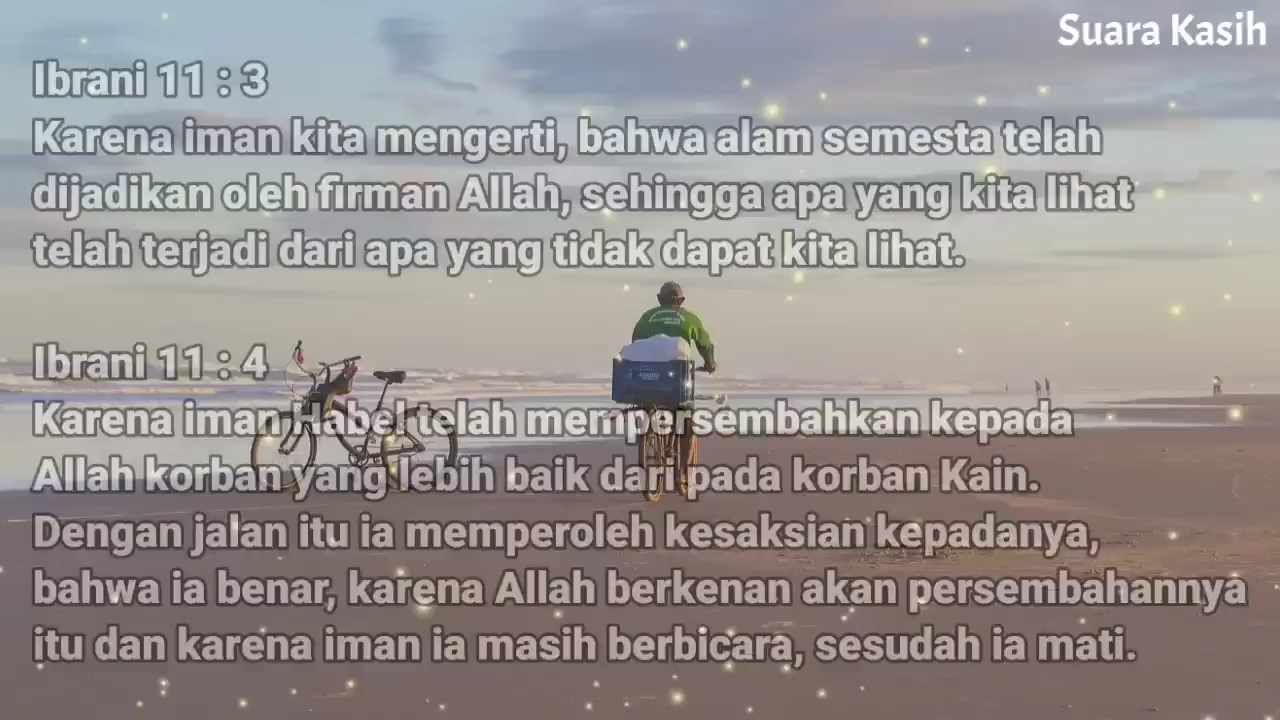 Suara Kasih
Ibrani 11 : 3
Karena iman kita mengerti, bahwa alam semesta telah
dijadikan oleh firman Allah, sehingga apa yang kita lihat
telah terjadi dari apa yang tidak dapat kita lihat.
Ibrani 11 : 4
Karena iman Habel telah mempersembahkan kepada
Allah korban yang lebih baik dari pada korban Kain.
Dengan jalan itu ia memperoleh kesaksian kepadanya,
bahwa ia benar, karena Allah berkenan akan persembahannya
itu dan karena iman ia masih berbicara, sesudah ia mati.